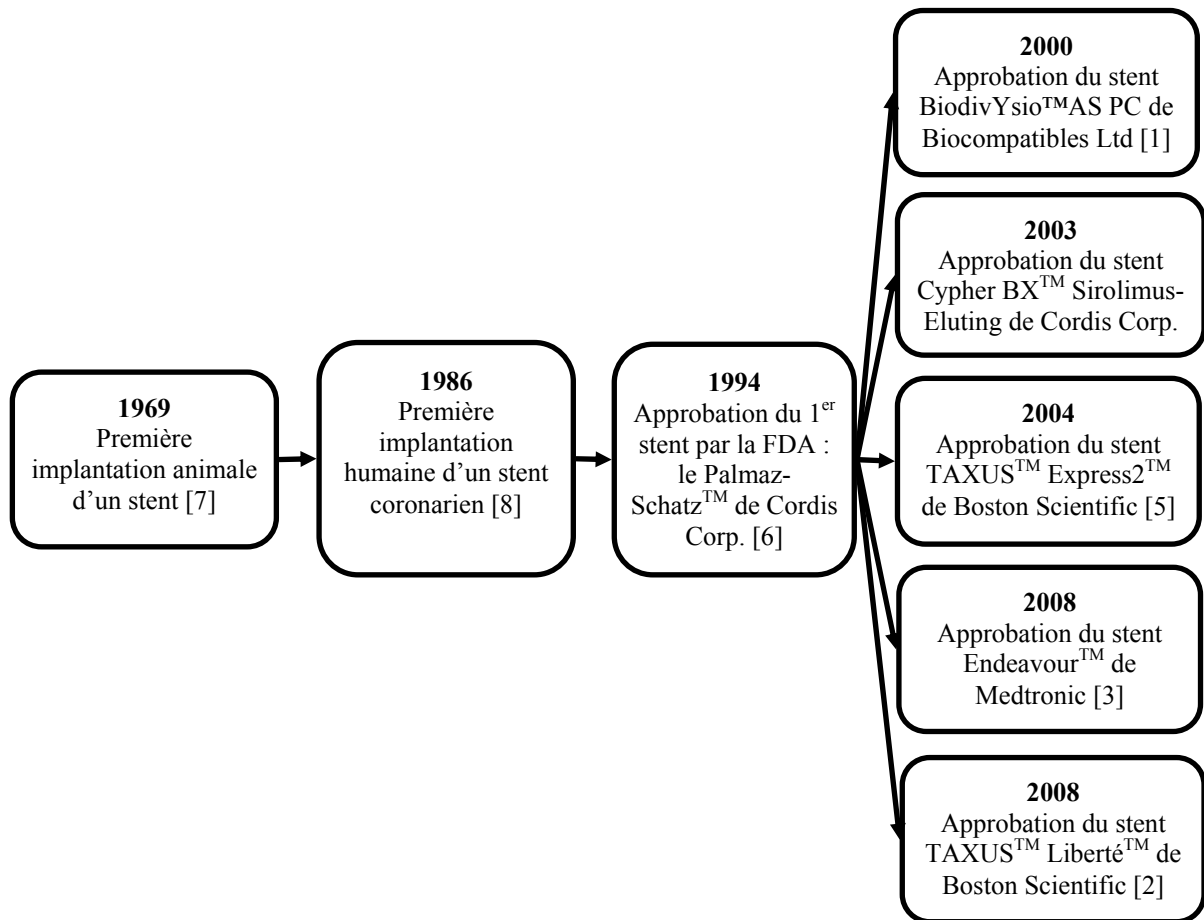 1969
Première
implantation animale
d’un stent [7]
1986
Première
implantation
humaine d’un stent
coronarien [8]
1994
Approbation du 1er
stent par la FDA :
le Palmaz-
Schatz™ de Cordis
Corp. [6]
2000
Approbation du stent
BiodivYsio™AS PC de
Biocompatibles Ltd [1]
2003
Approbation du stent
Cypher BX™ Sirolimus-
Eluting de Cordis Corp.
2004
Approbation du stent
TAXUS™ Express2™
de Boston Scientific [5]
2008
Approbation du stent
Endeavour™ de
Medtronic [3]
2008
Approbation du stent
TAXUS™ Liberté™ de
Boston Scientific [2]